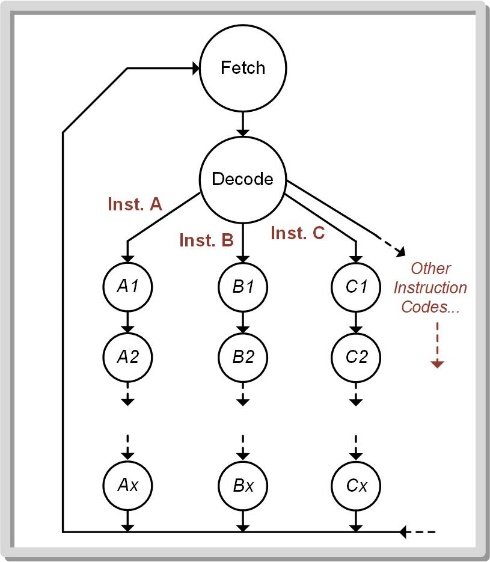 Fetch
Decode
Inst. A
Inst. B
Inst. C
Other
Instruction
Codes...
A1
B1
C1
A2
B2
C2
Ax
Bx
Cx